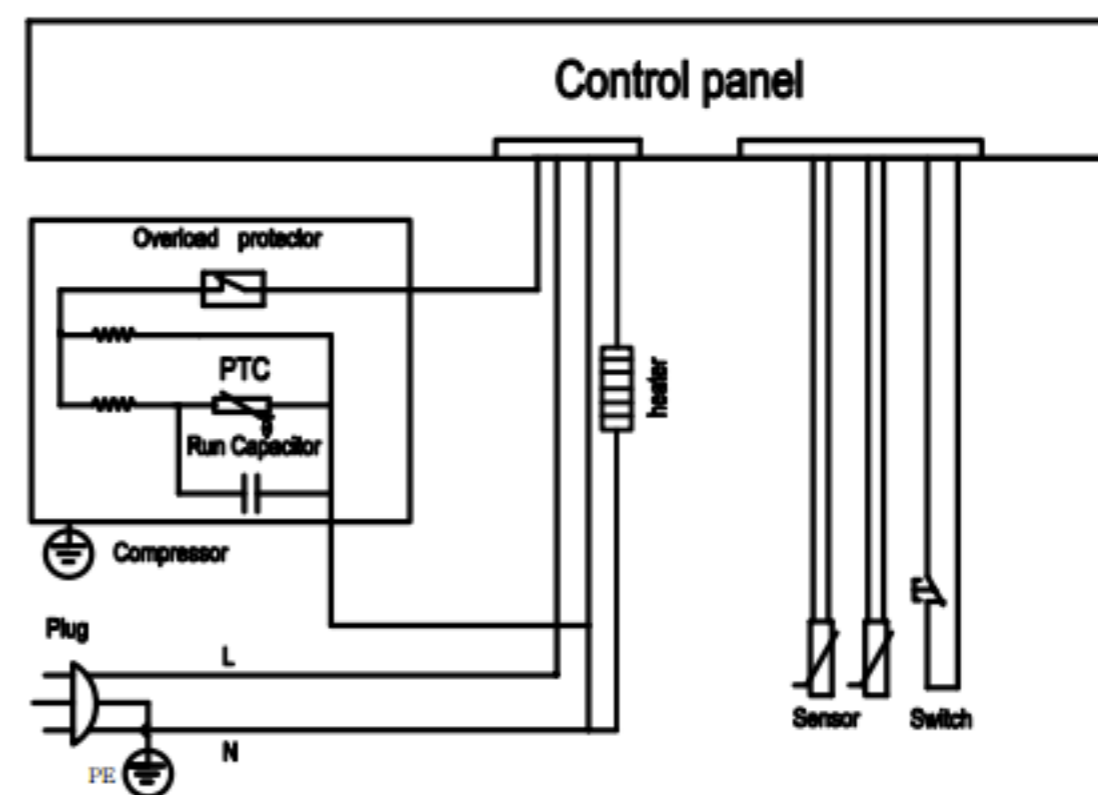 Control panel
Overload protector
PTC
heater
Run Capacitor
Compressor
Plug
L
Sensor
Switch
N
PE